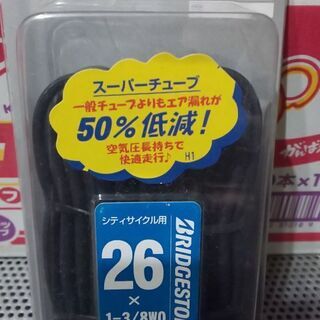 スーパーチューブ
一般チューブよりもエア漏れが
50%低減!
空気圧長持ちで
快適走行♪
H1
シティサイクル用
26
×
1-3/8WO
BRIDGESTO